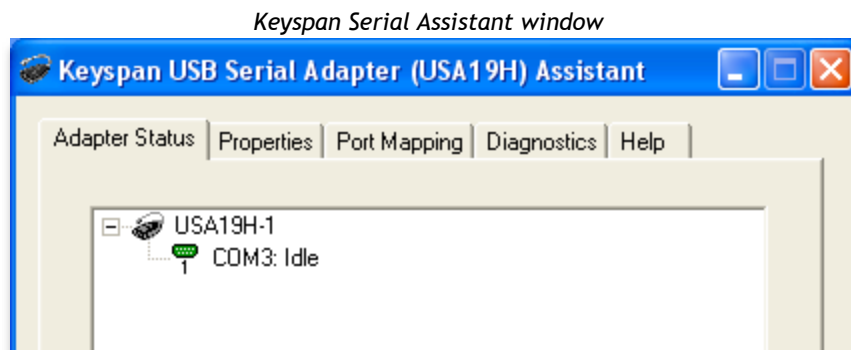 Keyspan Serial Assistant window
Keyspan USB Serial Adapter (USA19H) Assistant
Adapter Status Properties Port Mapping Diagnostics Help
USA19H-1
1 COM3: Idle